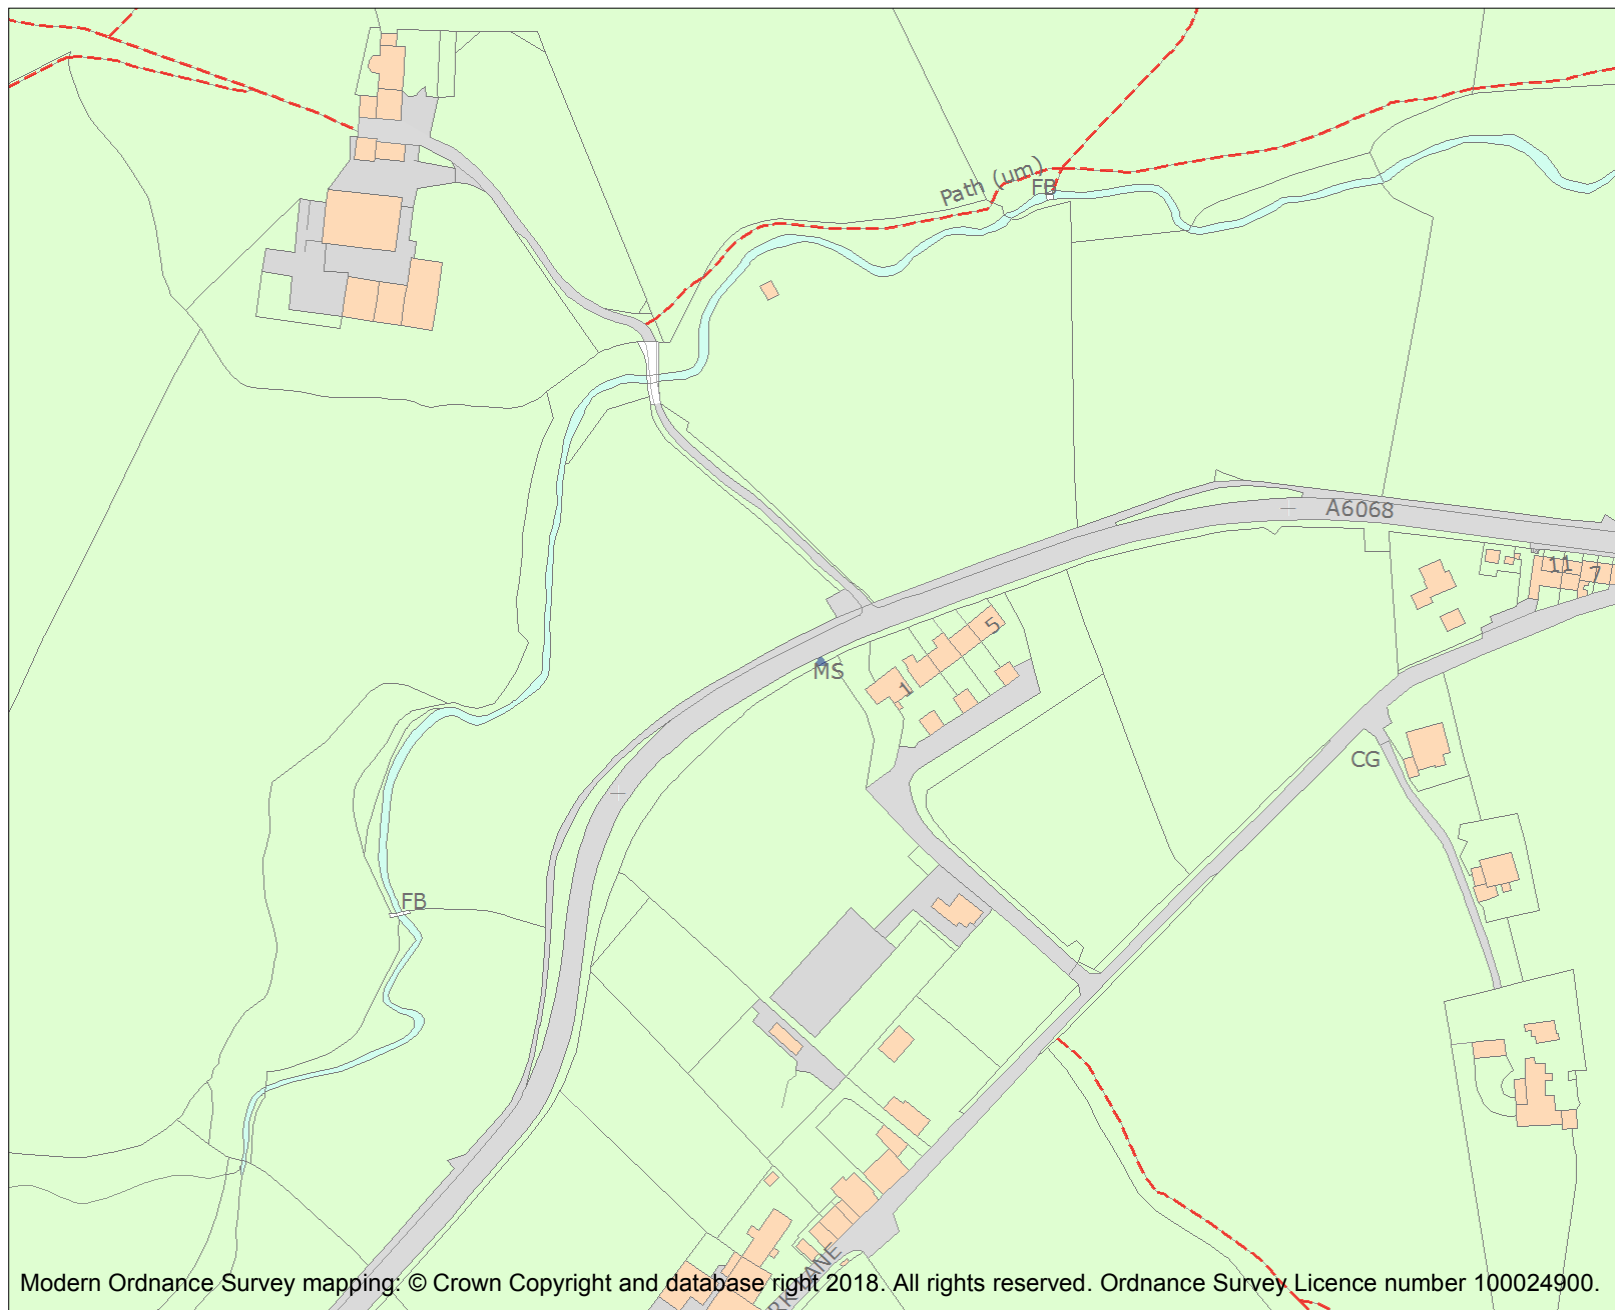 Path (um)
FB
A6068
11
7
5
MS
1
CG
FB
Modern Ordnance Survey mapping: © Crown Copyright and database right 2018. All rights reserved. Ordnance Survey Licence number 100024900.